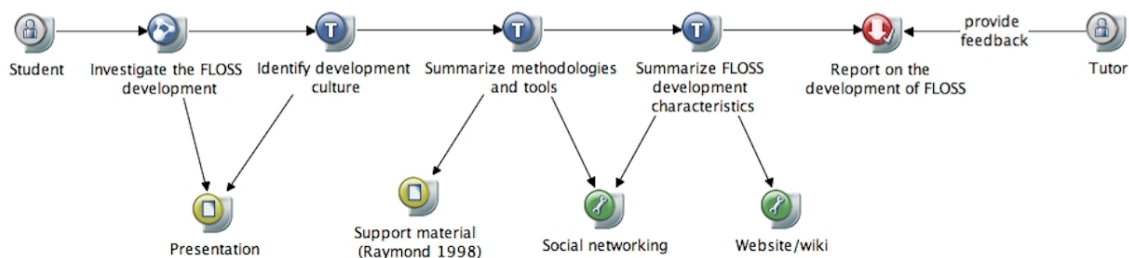 provide
feedback
Student
Investigate the FLOSS
development
Identify development
culture
Summarize methodologies
and tools
Summarize FLOSS
development
characteristics
Report on the
development of FLOSS
Tutor
T
T
T
Presentation
Support material
(Raymond 1998)
Social networking
Website/wiki